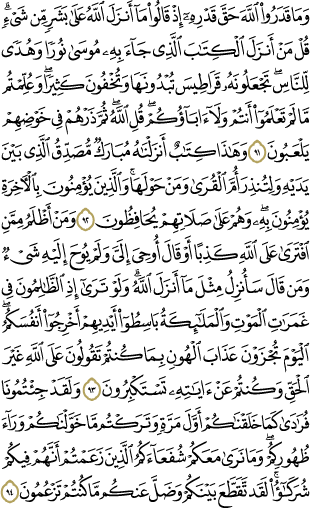 وَمَا قَدَرُوا۟ ٱللَّهَ حَقَّ قَدْرِهِۦٓ إِذْ قَالُوا۟ مَآ أَنزَلَ ٱللَّهُ عَلَىٰ بَشَرٍ مِّن شَىْءٍ ۗ
قُلْ مَنْ أَنزَلَ ٱلْكِتَٰبَ ٱلَّذِى جَآءَ بِهِۦ مُوسَىٰ نُورًا وَهُدًى
لِّلنَّاسِ ۖ تَجْعَلُونَهُۥ قَرَاطِيسَ تُبْدُونَهَا وَتُخْفُونَ كَثِيرًا ۖ وَعُلِّمْتُم
مَّا لَمْ تَعْلَمُوٓا۟ أَنتُمْ وَلَآ ءَابَآؤُكُمْ ۖ قُلِ ٱللَّهُ ۖ ثُمَّ ذَرْهُمْ فِى خَوْضِهِمْ
يَلْعَبُونَ ٩١ وَهَٰذَا كِتَٰبٌ أَنزَلْنَٰهُ مُبَارَكٌ مُّصَدِّقُ ٱلَّذِى بَيْنَ
يَدَيْهِ وَلِتُنذِرَ أُمَّ ٱلْقُرَىٰ وَمَنْ حَوْلَهَا ۚ وَٱلَّذِينَ يُؤْمِنُونَ بِٱلْءَاخِرَةِ
يُؤْمِنُونَ بِهِۦ ۖ وَهُمْ عَلَىٰ صَلَاتِهِمْ يُحَافِظُونَ ٩٢ وَمَنْ أَظْلَمُ مِمَّنِ
ٱفْتَرَىٰ عَلَى ٱللَّهِ كَذِبًا أَوْ قَالَ أُوحِىَ إِلَىَّ وَلَمْ يُوحَ إِلَيْهِ شَىْءٌ
وَمَن قَالَ سَأُنزِلُ مِثْلَ مَآ أَنزَلَ ٱللَّهُ ۗ وَلَوْ تَرَىٰٓ إِذِ ٱلظَّٰلِمُونَ فِى
غَمَرَٰتِ ٱلْمَوْتِ وَٱلْمَلَٰٓئِكَةُ بَاسِطُوٓا۟ أَيْدِيهِمْ أَخْرِجُوٓا۟ أَنفُسَكُمُ ۖ
ٱلْيَوْمَ تُجْزَوْنَ عَذَابَ ٱلْهُونِ بِمَا كُنتُمْ تَقُولُونَ عَلَى ٱللَّهِ غَيْرَ
ٱلْحَقِّ وَكُنتُمْ عَنْ ءَايَٰتِهِۦ تَسْتَكْبِرُونَ ٩٣ وَلَقَدْ جِئْتُمُونَا
فُرَٰدَىٰ كَمَا خَلَقْنَٰكُمْ أَوَّلَ مَرَّةٍ وَتَرَكْتُم مَّا خَوَّلْنَٰكُمْ وَرَآءَ
ظُهُورِكُمْ ۖ وَمَا نَرَىٰ مَعَكُمْ شُفَعَآءَكُمُ ٱلَّذِينَ زَعَمْتُمْ أَنَّهُمْ فِيكُمْ
شُرَكَٰٓؤُا۟ ۚ لَقَد تَّقَطَّعَ بَيْنَكُمْ وَضَلَّ عَنكُم مَّا كُنتُمْ تَزْعُمُونَ ٩٤